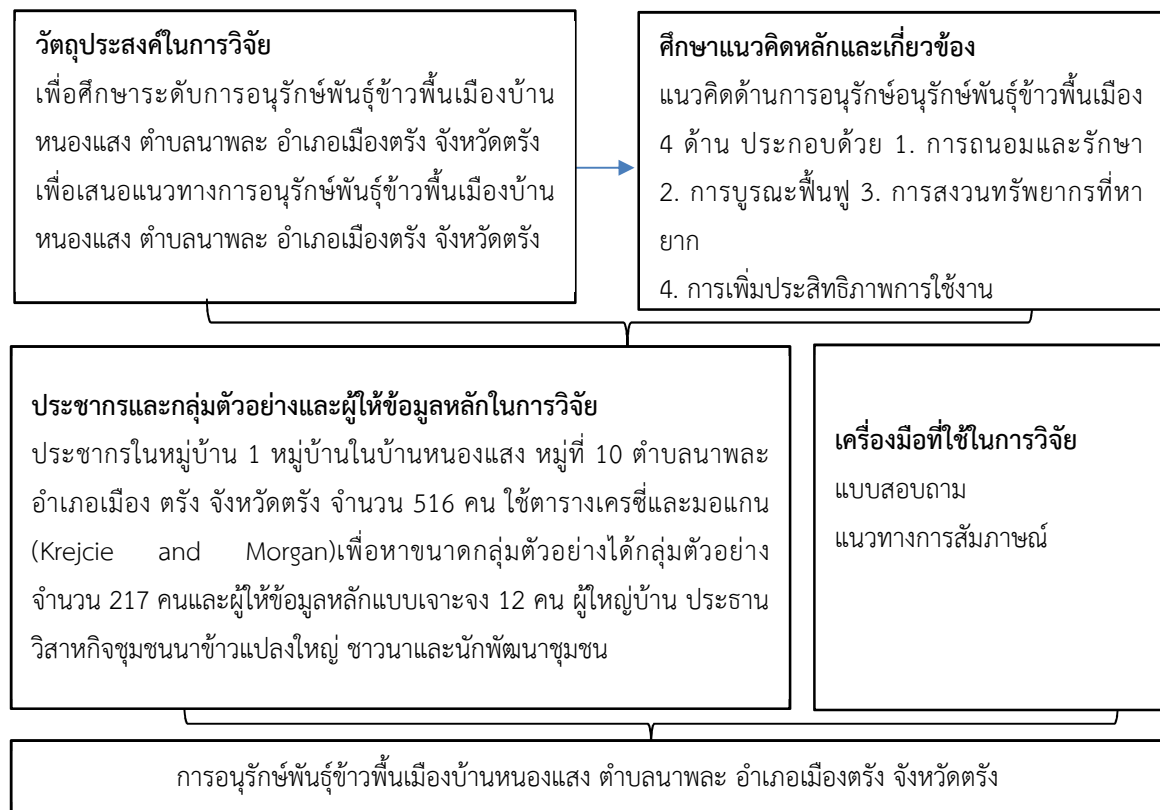 วัตถุประสงค์ในการวิจัย
เพื่อศึกษาระดับการอนุรักษ์พันธุ์ข้าวพื้นเมืองบ้าน
หนองแสง ตำบลนาพละ อำเภอเมืองตรัง จังหวัดตรัง
เพื่อเสนอแนวทางการอนุรักษ์พันธุ์ข้าวพื้นเมืองบ้าน
หนองแสง ตำบลนาพละ อำเภอเมืองตรัง จังหวัดตรัง
ศึกษาแนวคิดหลักและเกี่ยวข้อง
แนวคิดด้านการอนุรักษ์อนุรักษ์พันธุ์ข้าวพื้นเมือง
4 ด้าน ประกอบด้วย 1. การถนอมและรักษา
2. การบูรณะฟื้นฟู 3. การสงวนทรัพยากรที่หา
ยาก
4. การเพิ่มประสิทธิภาพการใช้งาน
ประชากรและกลุ่มตัวอย่างและผู้ให้ข้อมูลหลักในการวิจัย
ประชากรในหมู่บ้าน 1 หมู่บ้านในบ้านหนองแสง หมู่ที่ 10 ตำบลนาพละ
อำเภอเมือง ตรัง จังหวัดตรัง จำนวน 516 คน ใช้ตารางเครซี่และมอแกน
(Krejcie and Morgan)เพื่อหาขนาดกลุ่มตัวอย่างได้กลุ่มตัวอย่าง
จำนวน 217 คนและผู้ให้ข้อมูลหลักแบบเจาะจง 12 คน ผู้ใหญ่บ้าน ประธาน
วิสาหกิจชุมชนนาข้าวแปลงใหญ่ ชาวนาและนักพัฒนาชุมชน
เครื่องมือที่ใช้ในการวิจัย
แบบสอบถาม
แนวทางการสัมภาษณ์
การอนุรักษ์พันธุ์ข้าวพื้นเมืองบ้านหนองแสง ตำบลนาพละ อำเภอเมืองตรัง จังหวัดตรัง